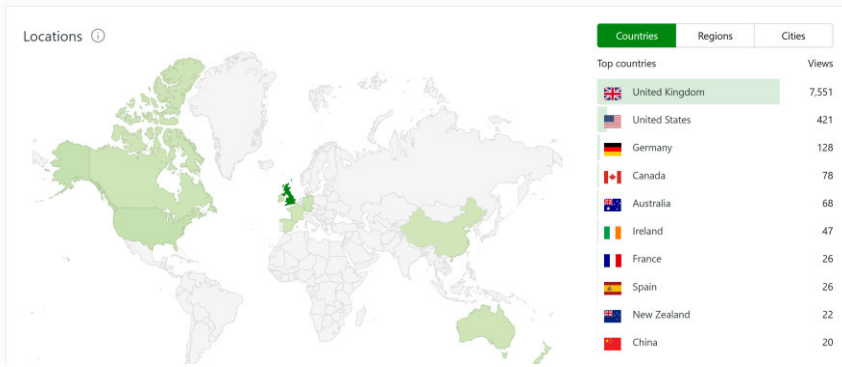 Locations
Countries Regions Cities
Top countries Views
United Kingdom 7,551
United States 421
Germany 128
Canada 78
Australia 68
Ireland 47
France 26
Spain 26
New Zealand 22
China 20